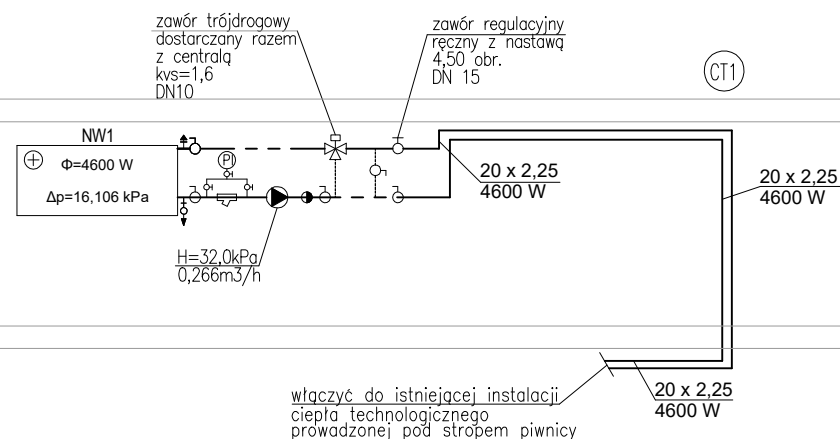 zawór trójdrogowy
dostarczany razem
z centralą
kvs=1,6
DN10
zawór regulacyjny
ręczny z nastawą
4,50 obr.
DN 15
CT1
NW1
Φ=4600 W
Δp=16,106 kPa
PI
20 x 2,25
4600 W
20 x 2,25
4600 W
H=32,0kPa
0,266m3/h
włączyć do istniejącej instalacji
ciepła technologicznego
prowadzonej pod stropem piwnicy
20 x 2,25
4600 W